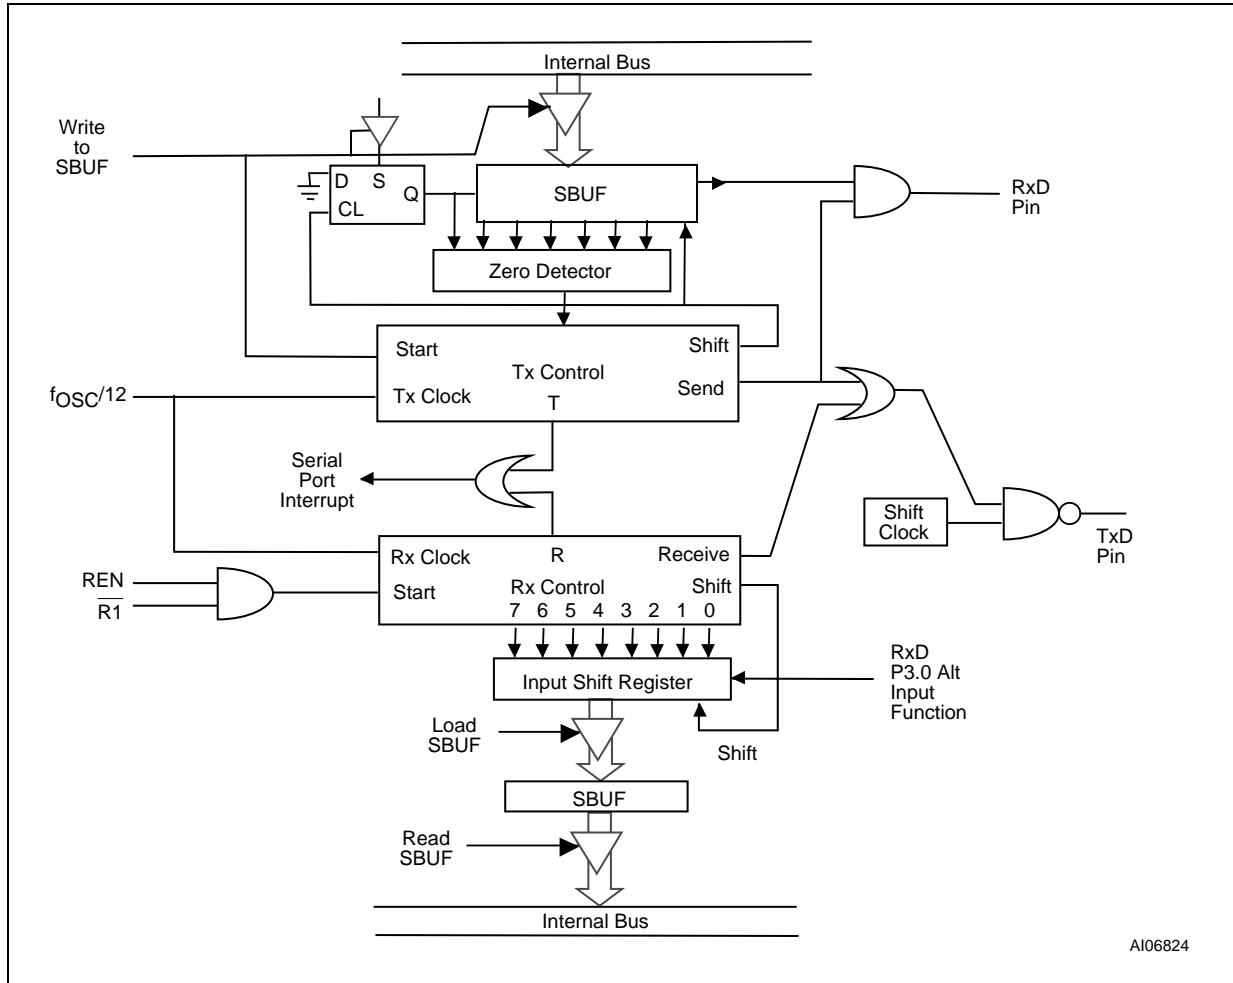 Internal Bus
Write
to
SBUF
D S
Q
CL
SBUF
RxD
Pin
Zero Detector
Start
Shift
Tx Control
Send
fOSC/12
Tx Clock
T
Serial
Port
Interrupt
Shift
Clock
TxD
Pin
Rx Clock
R
Receive
REN
R1
Start
Rx Control
Shift
7 6 5 4 3 2 1 0
Input Shift Register
RxD
P3.0 Alt
Input
Function
Load
SBUF
Shift
SBUF
Read
SBUF
Internal Bus
AI06824